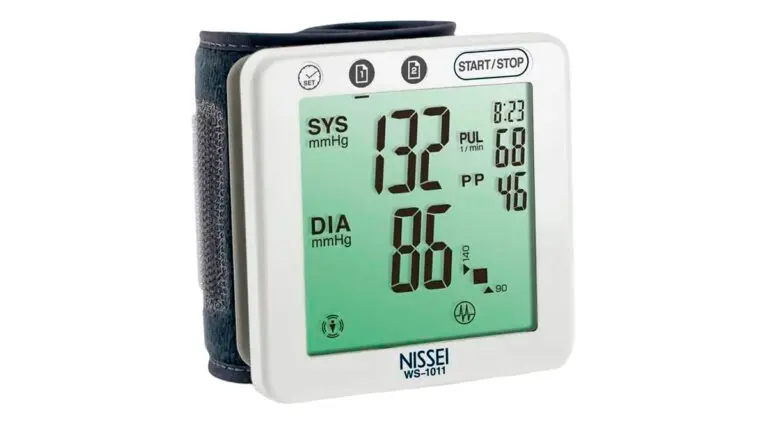 SET
1
2
START/STOP
SYS
mmHg
132
8:23
PUL
1/min
68
PP
46
DIA
mmHg
86
140
90
NISSEI
WS-1011